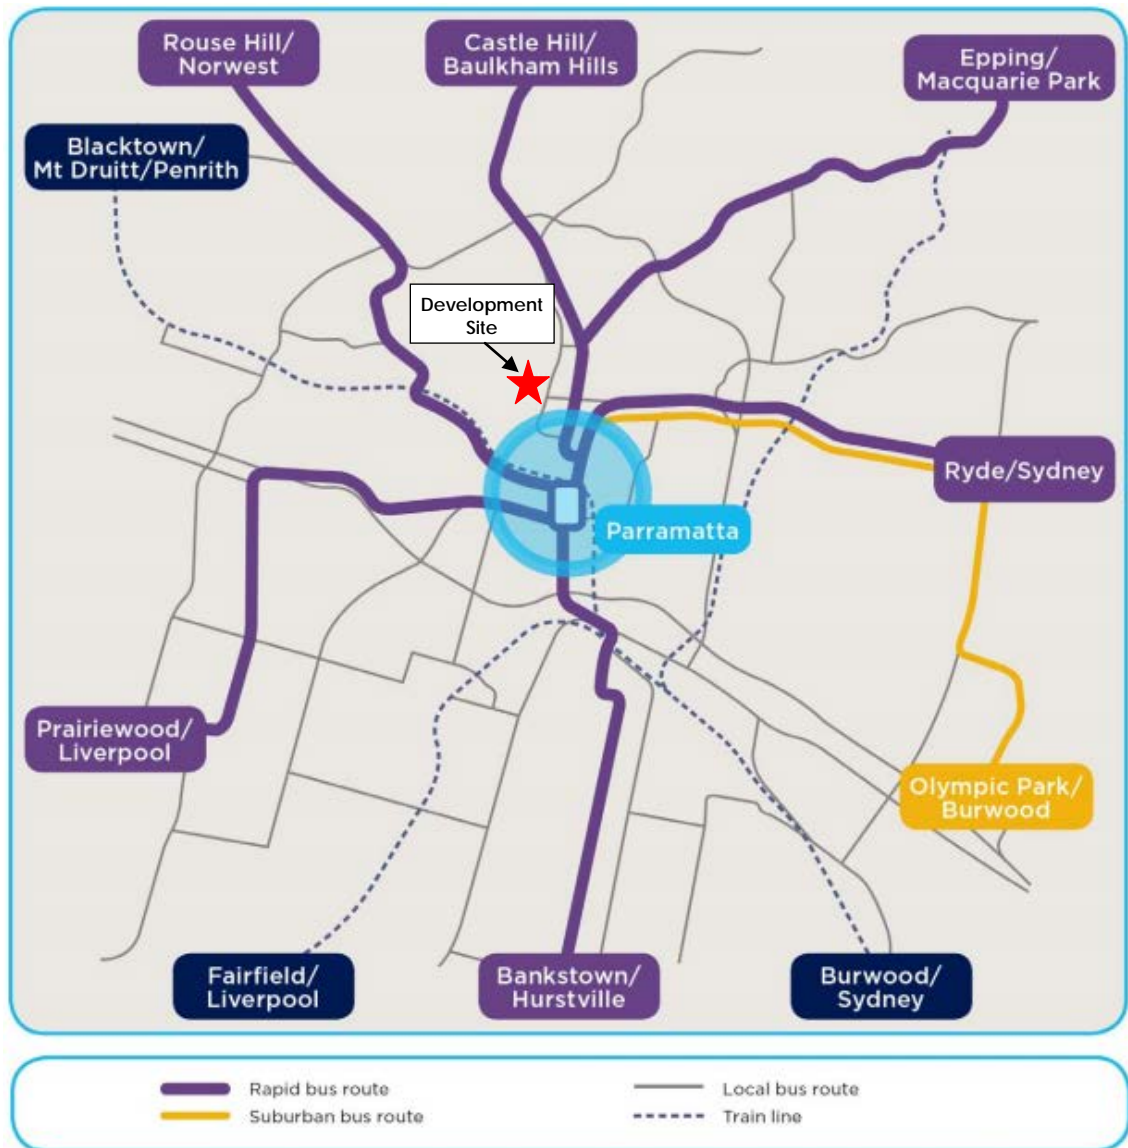 Rouse Hill/
Norwest
Castle Hill/
Baulkham Hills
Epping/
Macquarie Park
Blacktown/
Mt Druitt/Penrith
Development
Site
Ryde/Sydney
Parramatta
Prairiewood/
Liverpool
Olympic Park/
Burwood
Fairfield/
Liverpool
Bankstown/
Hurstville
Burwood/
Sydney
Rapid bus route
Local bus route
Suburban bus route
Train line